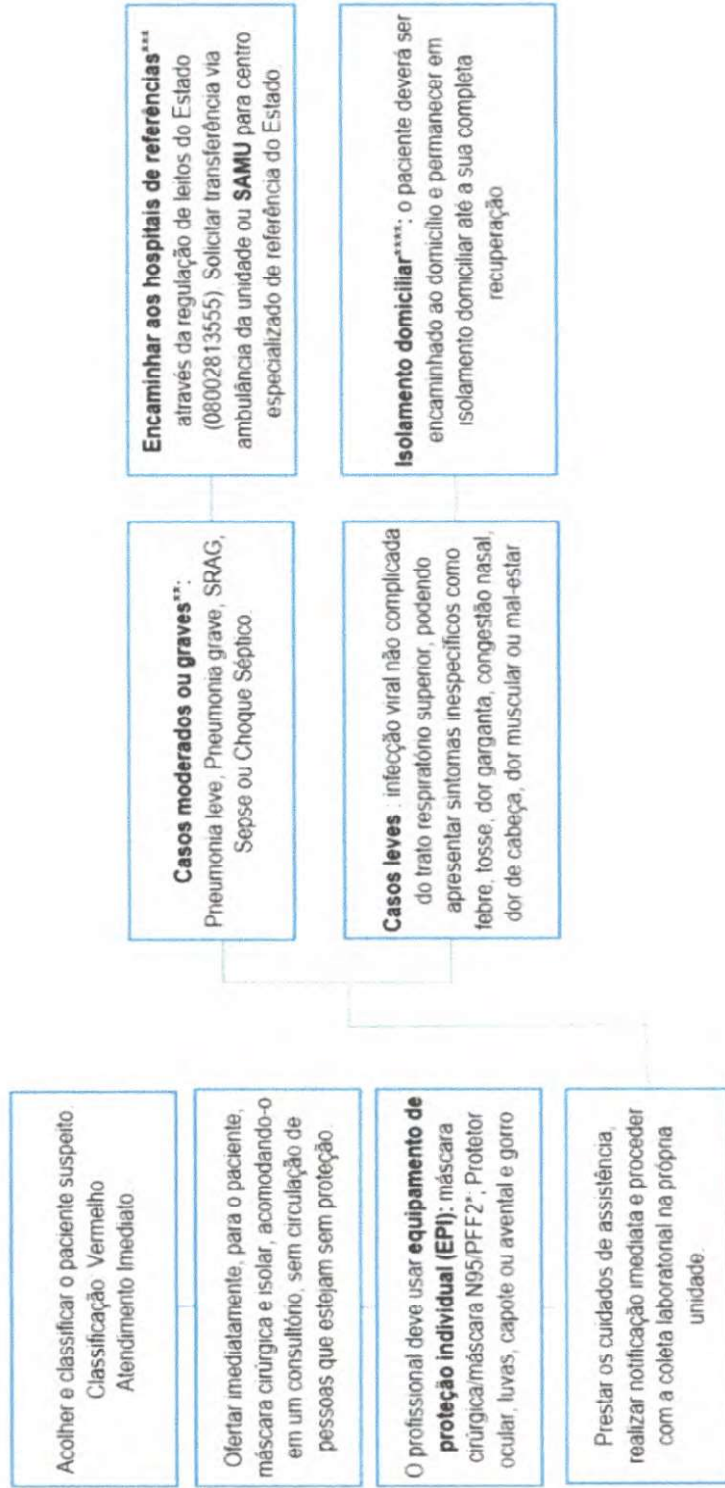 Acolher e classificar o paciente suspeito.
Classificação: Vermelho
Atendimento Imediato
Ofertar imediatamente, para o paciente,
máscara cirúrgica e isolar, acomodando-o
em um consultório, sem circulação de
pessoas que estejam sem proteção.
O profissional deve usar equipamento de
proteção individual (EPI): máscara
cirúrgica/máscara N95/PFF2*; Protetor
ocular, luvas, capote ou avental e gorro
Prestar os cuidados de assistência,
realizar notificação imediata e proceder
com a coleta laboratorial na própria
unidade.
Casos moderados ou graves**:
Pneumonia leve, Pneumonia grave, SRAG,
Sepse ou Choque Séptico.
Encaminhar aos hospitais de referências***
através da regulação de leitos do Estado
(08002813555). Solicitar transferência via
ambulância da unidade ou SAMU para centro
especializado de referência do Estado.
Casos leves : infecção viral não complicada
do trato respiratório superior, podendo
apresentar sintomas inespecíficos como
febre, tosse, dor garganta, congestão nasal,
dor de cabeça, dor muscular ou mal-estar.
Isolamento domiciliar****: o paciente deverá ser
encaminhado ao domicílio e permanecer em
isolamento domiciliar até a sua completa
recuperação